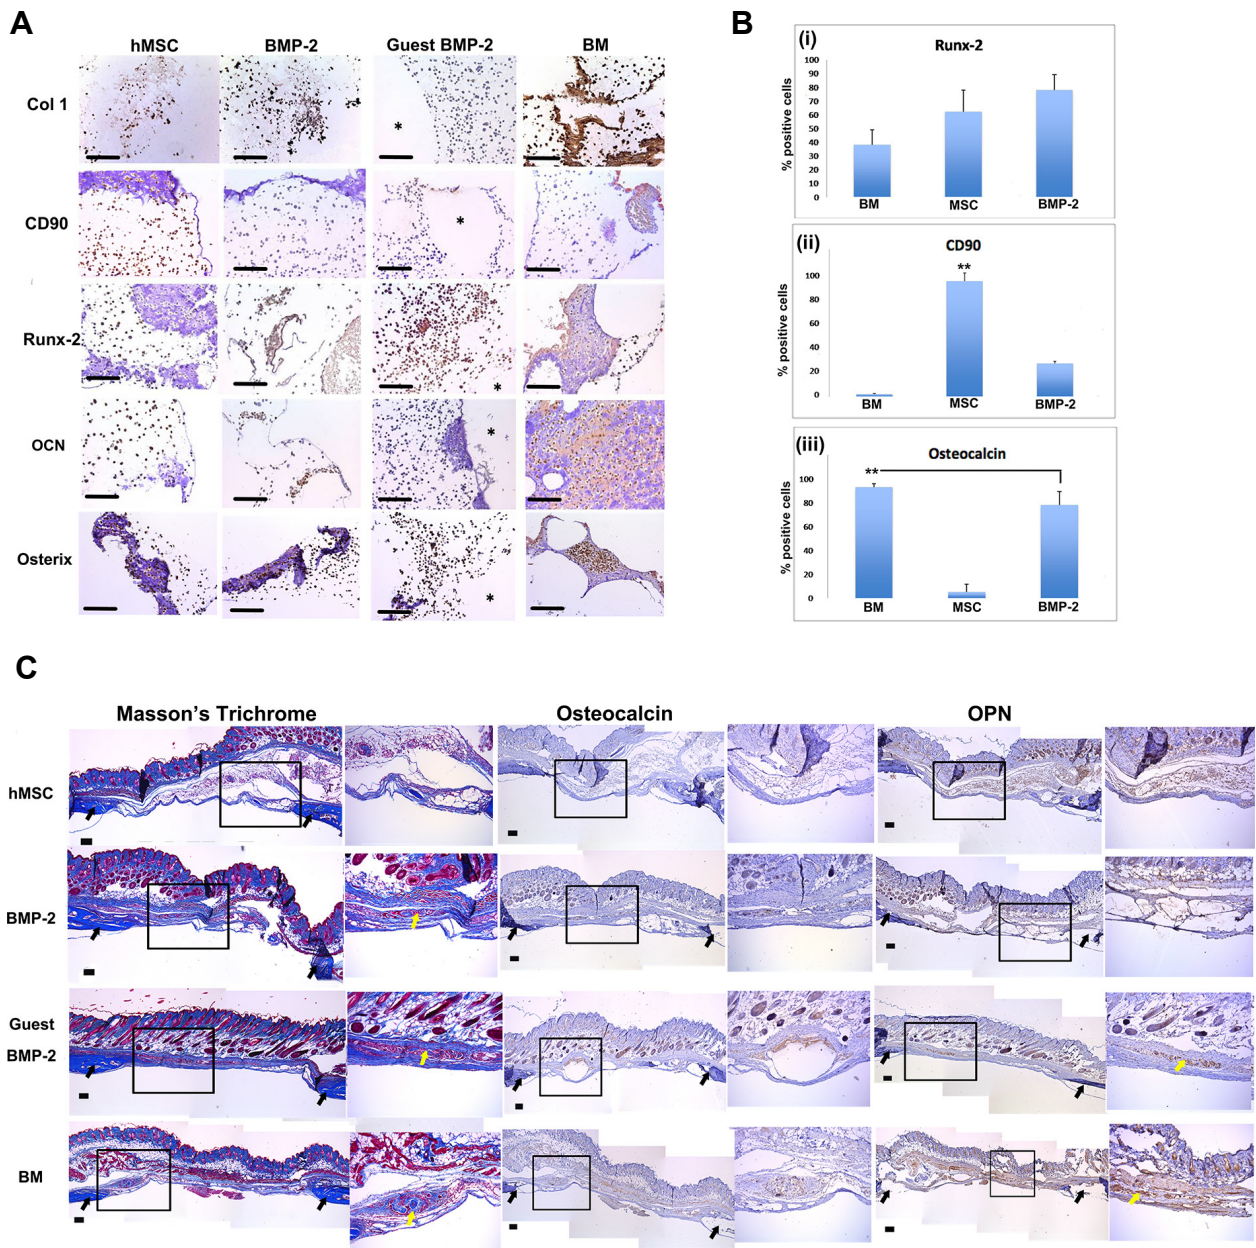 A
hMSC
BMP-2
Guest BMP-2
BM
Col 1
*
CD90
*
Runx-2
*
OCN
*
Osterix
*
B
(i)
Runx-2
% positive cells
100
90
80
70
60
50
40
30
20
10
0
BM
MSC
BMP-2
(ii)
CD90
**
% positive cells
100
80
60
40
20
0
BM
MSC
BMP-2
(iii)
Osteocalcin
**
% positive cells
100
80
60
40
20
0
BM
MSC
BMP-2
C
Masson's Trichrome
Osteocalcin
OPN
hMSC
BMP-2
Guest
BMP-2
BM